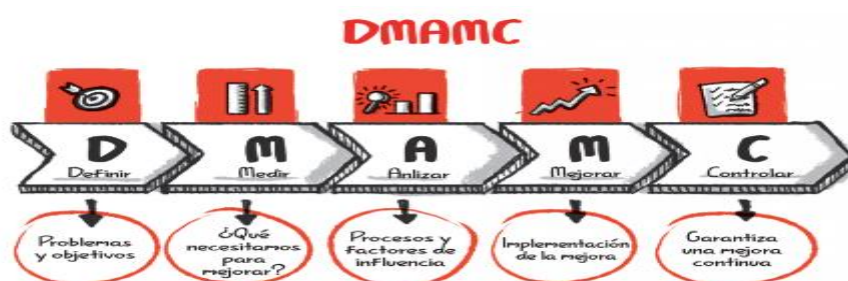 DMAMC
D
Definir
M
Medir
A
Anlizar
M
Mejorar
C
Controlar
Problemas
y objetivos
¿Qué
necesitamos
para
mejorar?
Procesos y
factores de
influencia
Implementación
de la mejora
Garantiza
una mejora
continua